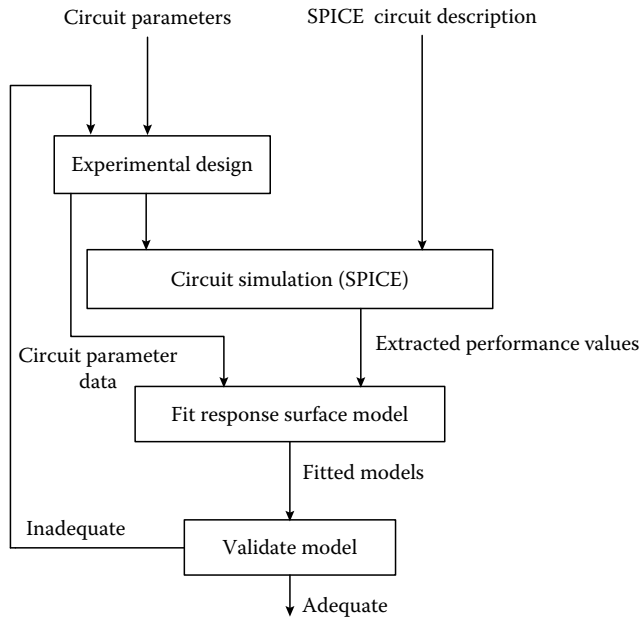 Circuit parameters
SPICE circuit description
Experimental design
Circuit simulation (SPICE)
Extracted performance values
Circuit parameter
data
Fit response surface model
Fitted models
Inadequate
Validate model
Adequate